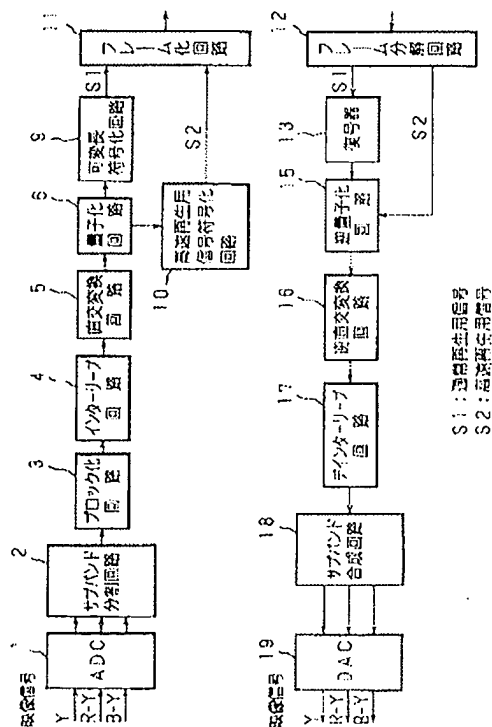 映像信号
Y
R-Y
B-Y
1
ADC
2
サブバンド
分割回路
3
ブロック化
回路
4
インターリーブ
回路
5
直交変換
回路
6
量子化
回路
9
可変長
符号化回路
10
高速再生用
信号符号化
回路
S1
S2
11
フレーム化回路
映像信号
Y
R-Y
B-Y
19
DAC
18
サブバンド
合成回路
17
デインターリーブ
回路
16
逆直交変換
回路
15
逆量子化
回路
13
復号器
S1
S2
12
フレーム分解回路
S1:通常再生用信号
S2:高速再生用信号